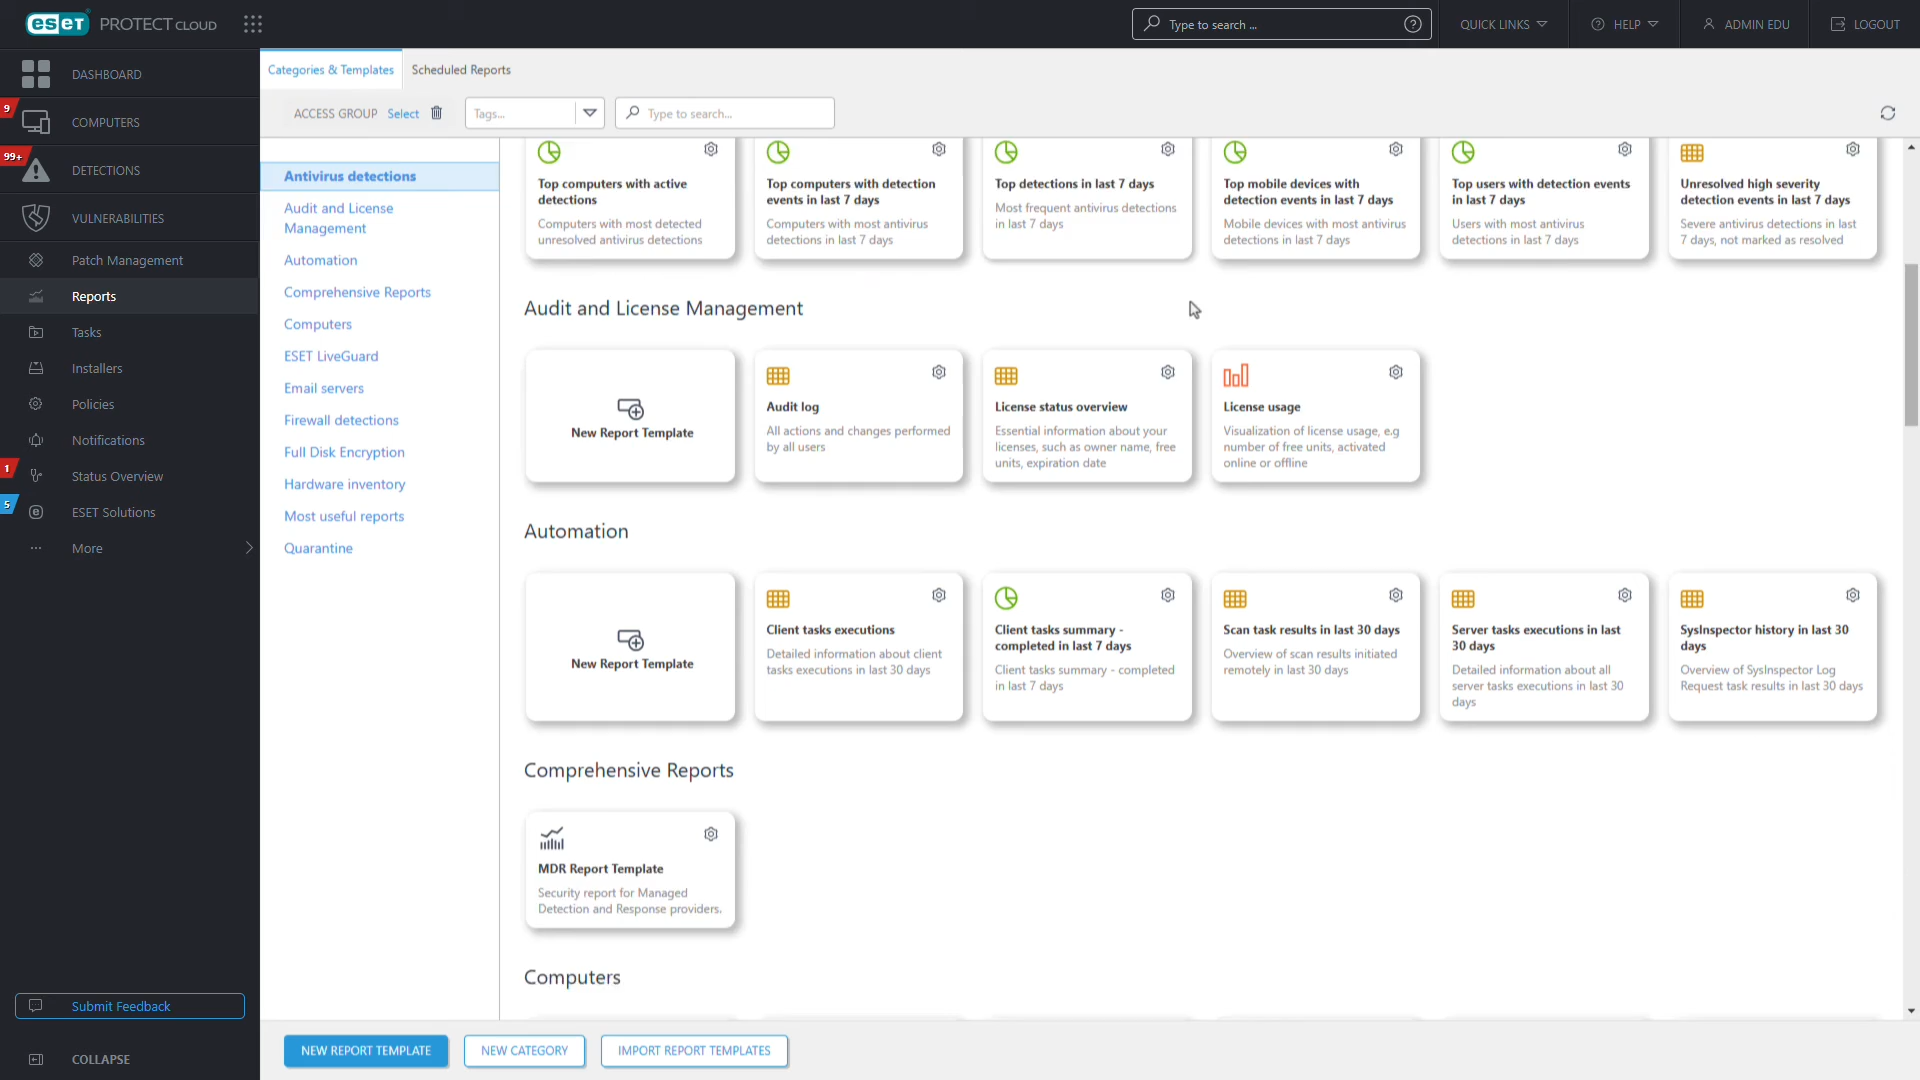 eset PROTECT CLOUD
Type to search ...
QUICK LINKS
HELP
ADMIN EDU
LOGOUT
DASHBOARD
9
COMPUTERS
99+
DETECTIONS
VULNERABILITIES
Patch Management
Reports
Tasks
Installers
Policies
Notifications
1
Status Overview
5
ESET Solutions
More
Submit Feedback
COLLAPSE
Categories & Templates
Scheduled Reports
ACCESS GROUP Select
Tags...
Type to search...
Antivirus detections
Audit and License
Management
Automation
Comprehensive Reports
Computers
ESET LiveGuard
Email servers
Firewall detections
Full Disk Encryption
Hardware inventory
Most useful reports
Quarantine
Top computers with active
detections
Computers with most detected
unresolved antivirus detections
Top computers with detection
events in last 7 days
Computers with most antivirus
detections in last 7 days
Top detections in last 7 days
Most frequent antivirus detections
in last 7 days
Top mobile devices with
detection events in last 7 days
Mobile devices with most antivirus
detections in last 7 days
Top users with detection events
in last 7 days
Users with most antivirus
detections in last 7 days
Unresolved high severity
detection events in last 7 days
Severe antivirus detections in last
7 days, not marked as resolved
Audit and License Management
New Report Template
Audit log
All actions and changes performed
by all users
License status overview
Essential information about your
licenses, such as owner name, free
units, expiration date
License usage
Visualization of license usage, e.g
number of free units, activated
online or offline
Automation
New Report Template
Client tasks executions
Detailed information about client
tasks executions in last 30 days
Client tasks summary -
completed in last 7 days
Client tasks summary - completed
in last 7 days
Scan task results in last 30 days
Overview of scan results initiated
remotely in last 30 days
Server tasks executions in last
30 days
Detailed information about all
server tasks executions in last 30
days
SysInspector history in last 30
days
Overview of SysInspector Log
Request task results in last 30 days
Comprehensive Reports
MDR Report Template
Security report for Managed
Detection and Response providers.
Computers
NEW REPORT TEMPLATE
NEW CATEGORY
IMPORT REPORT TEMPLATES